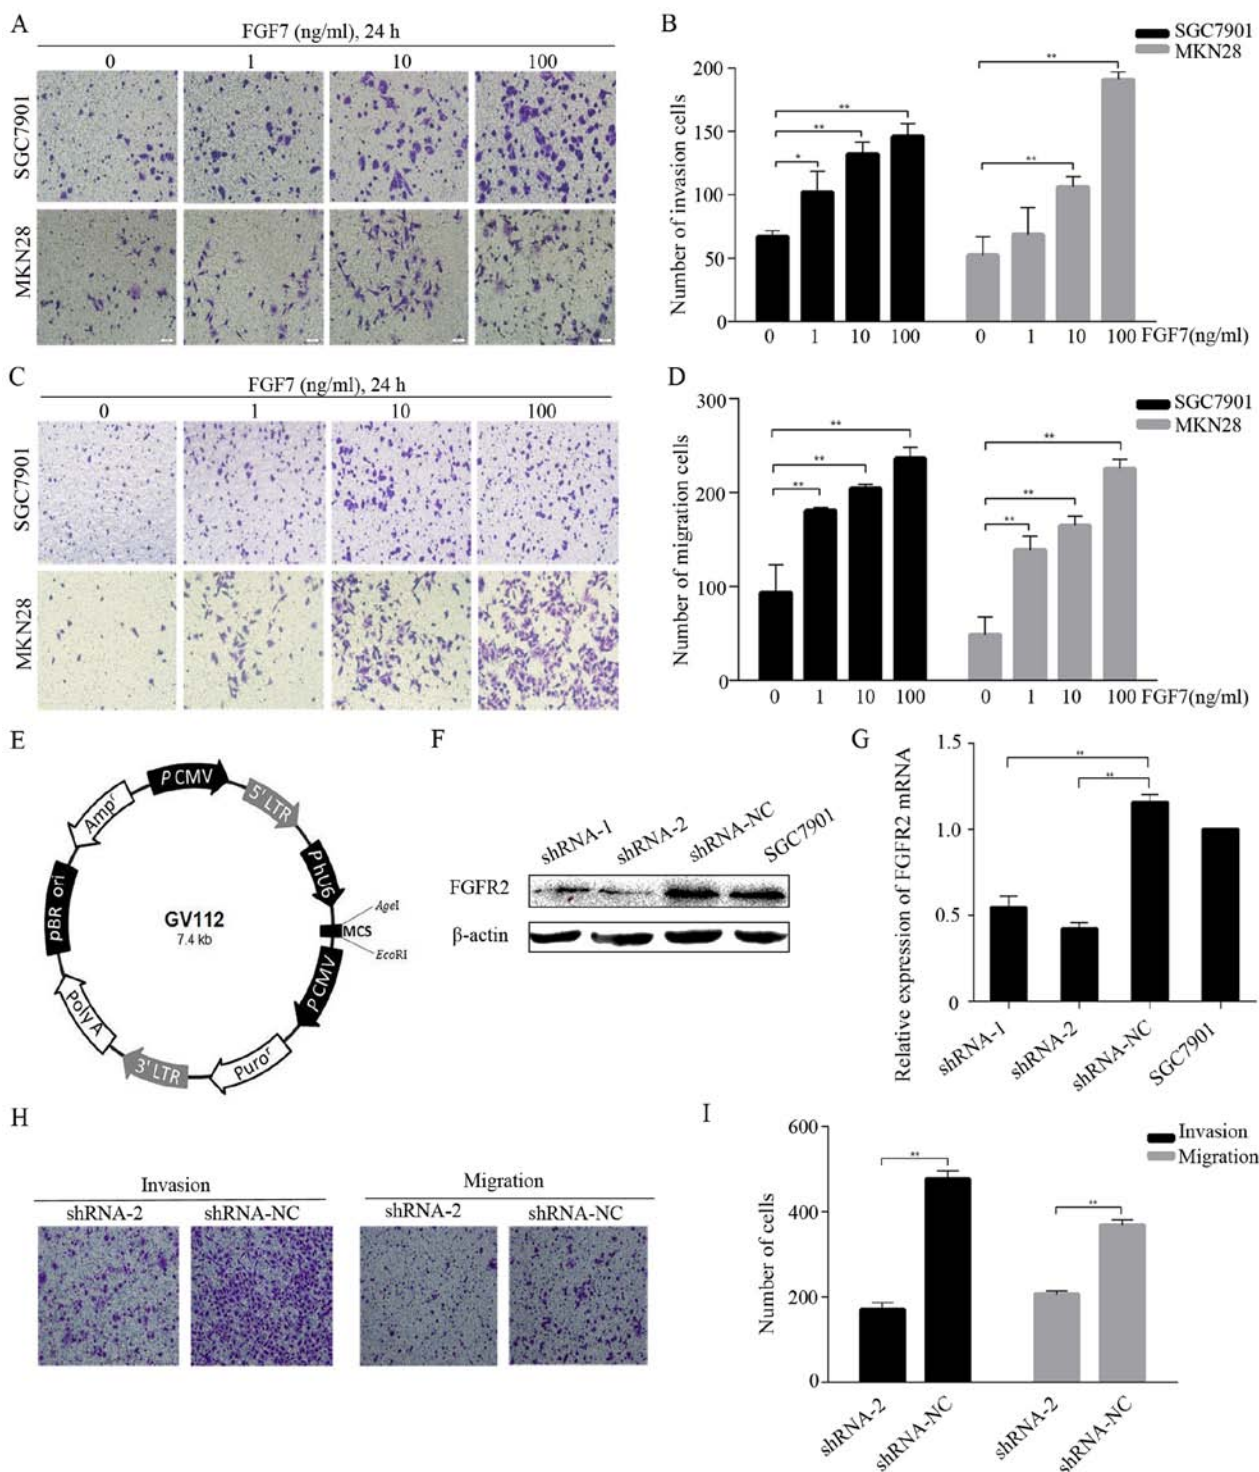 A
FGF7 (ng/ml), 24 h
0 1 10 100
SGC7901
MKN28
B
SGC7901
MKN28
Number of invasion cells
200
150
100
50
0
** ** * ** **
0 1 10 100 0 1 10 100 FGF7(ng/ml)
C
FGF7 (ng/ml), 24 h
0 1 10 100
SGC7901
MKN28
D
SGC7901
MKN28
Number of migration cells
300
200
100
0
** ** ** ** ** **
0 1 10 100 0 1 10 100 FGF7(ng/ml)
E
P CMV
5' LTR
P hU6
AgeI
MCS
EcoRI
P CMV
Puroʳ
3' LTR
Poly A
pBR ori
Ampʳ
GV112
7.4 kb
F
shRNA-1 shRNA-2 shRNA-NC SGC7901
FGFR2
β-actin
G
Relative expression of FGFR2 mRNA
1.5
1.0
0.5
0
** **
shRNA-1 shRNA-2 shRNA-NC SGC7901
H
Invasion Migration
shRNA-2 shRNA-NC shRNA-2 shRNA-NC
I
Invasion
Migration
Number of cells
600
400
200
0
** **
shRNA-2 shRNA-NC shRNA-2 shRNA-NC